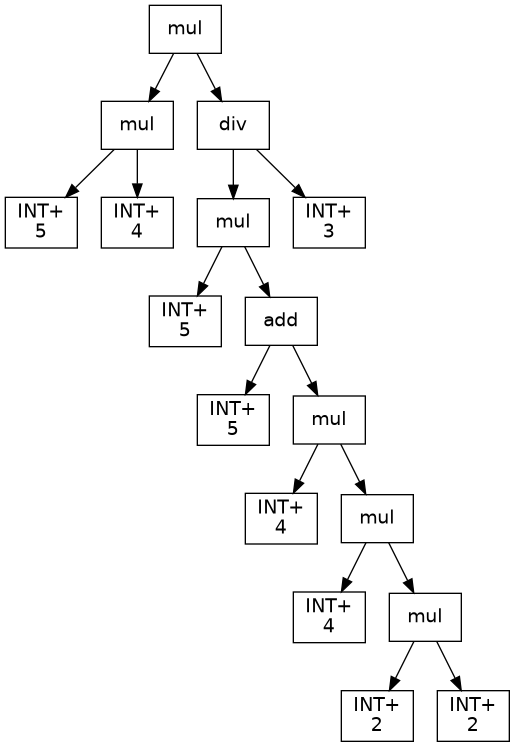 mul
mul
div
INT+
5
INT+
4
mul
INT+
3
INT+
5
add
INT+
5
mul
INT+
4
mul
INT+
4
mul
INT+
2
INT+
2